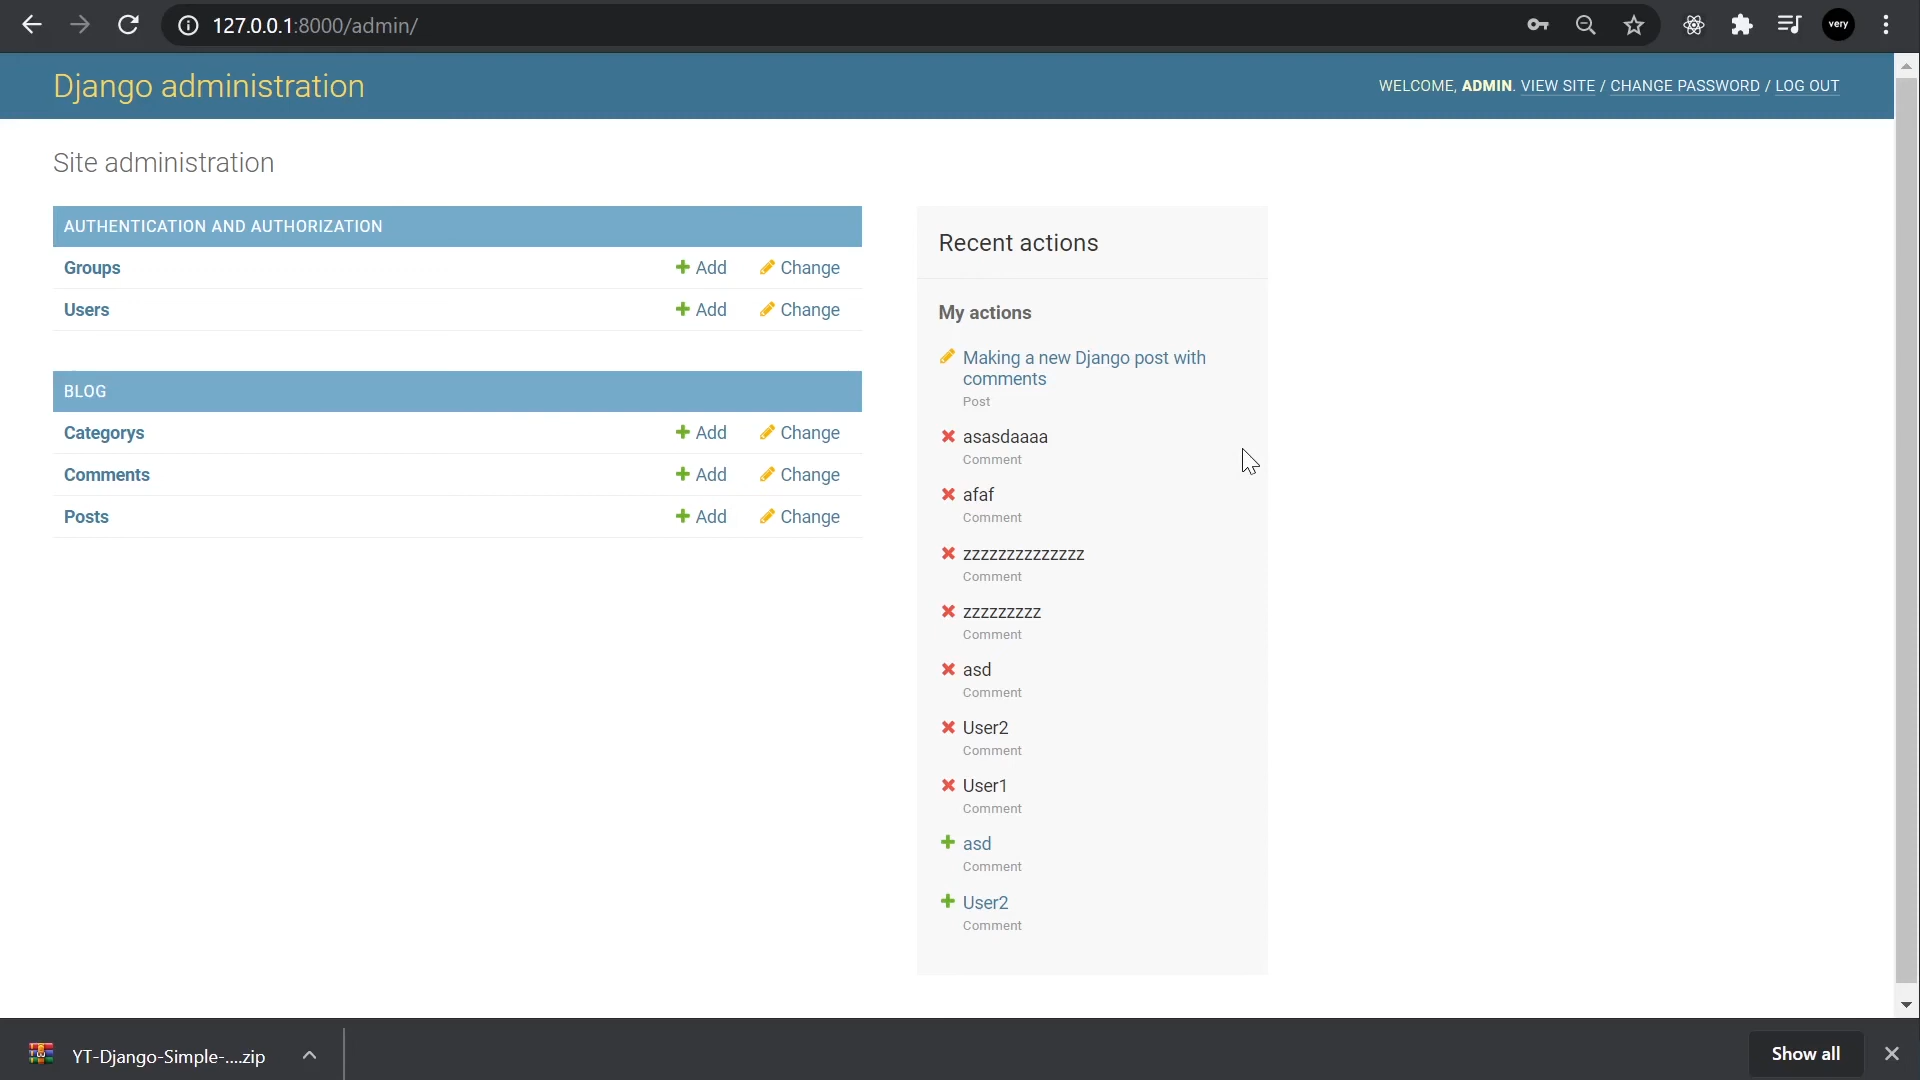 127.0.0.1:8000/admin/
very
Django administration
WELCOME, ADMIN. VIEW SITE / CHANGE PASSWORD / LOG OUT
Site administration
AUTHENTICATION AND AUTHORIZATION
Groups Add Change
Users Add Change
BLOG
Categorys Add Change
Comments Add Change
Posts Add Change
Recent actions
My actions
Making a new Django post with
comments
Post
asasdaaaa
Comment
afaf
Comment
zzzzzzzzzzzzzz
Comment
zzzzzzzzz
Comment
asd
Comment
User2
Comment
User1
Comment
asd
Comment
User2
Comment
YT-Django-Simple-....zip
Show all